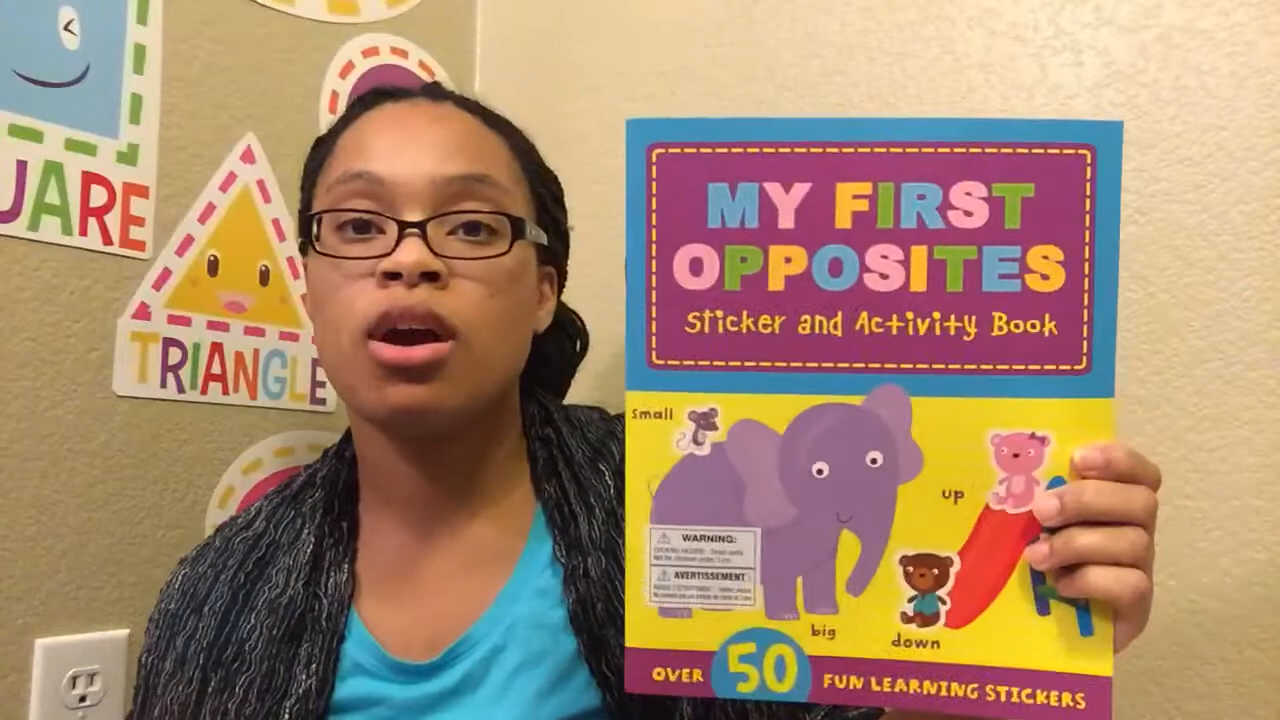 UARE
TRIANGLE
MY FIRST
OPPOSITES
Sticker and Activity Book
small
up
WARNING:
AVERTISSEMENT
big
down
OVER 50 FUN LEARNING STICKERS